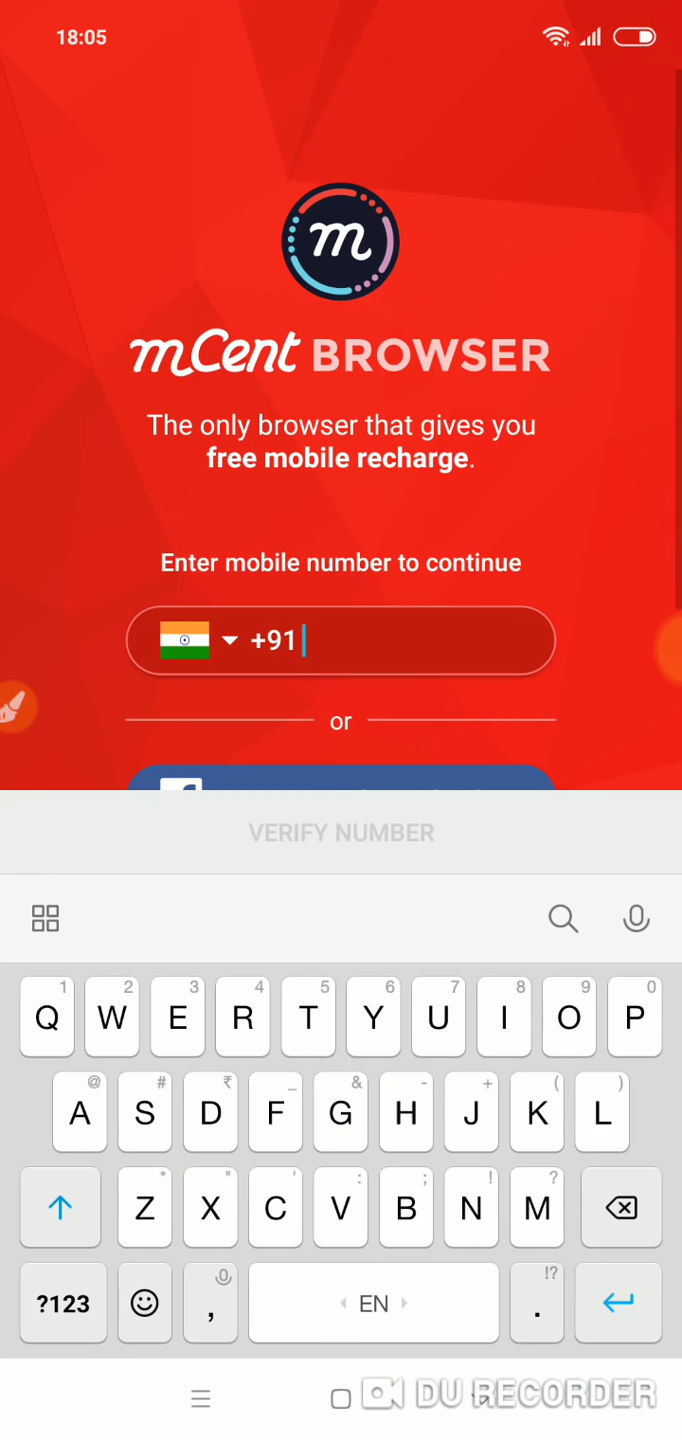 18:05
m
mCent BROWSER
The only browser that gives you
free mobile recharge.
Enter mobile number to continue
+91
or
VERIFY NUMBER
1 2 3 4 5 6 7 8 9 0
Q W E R T Y U I O P
@ # ₹ _ & - + ( )
A S D F G H J K L
* " ' : ; ! ?
Z X C V B N M
!?
?123 , EN .
DU RECORDER